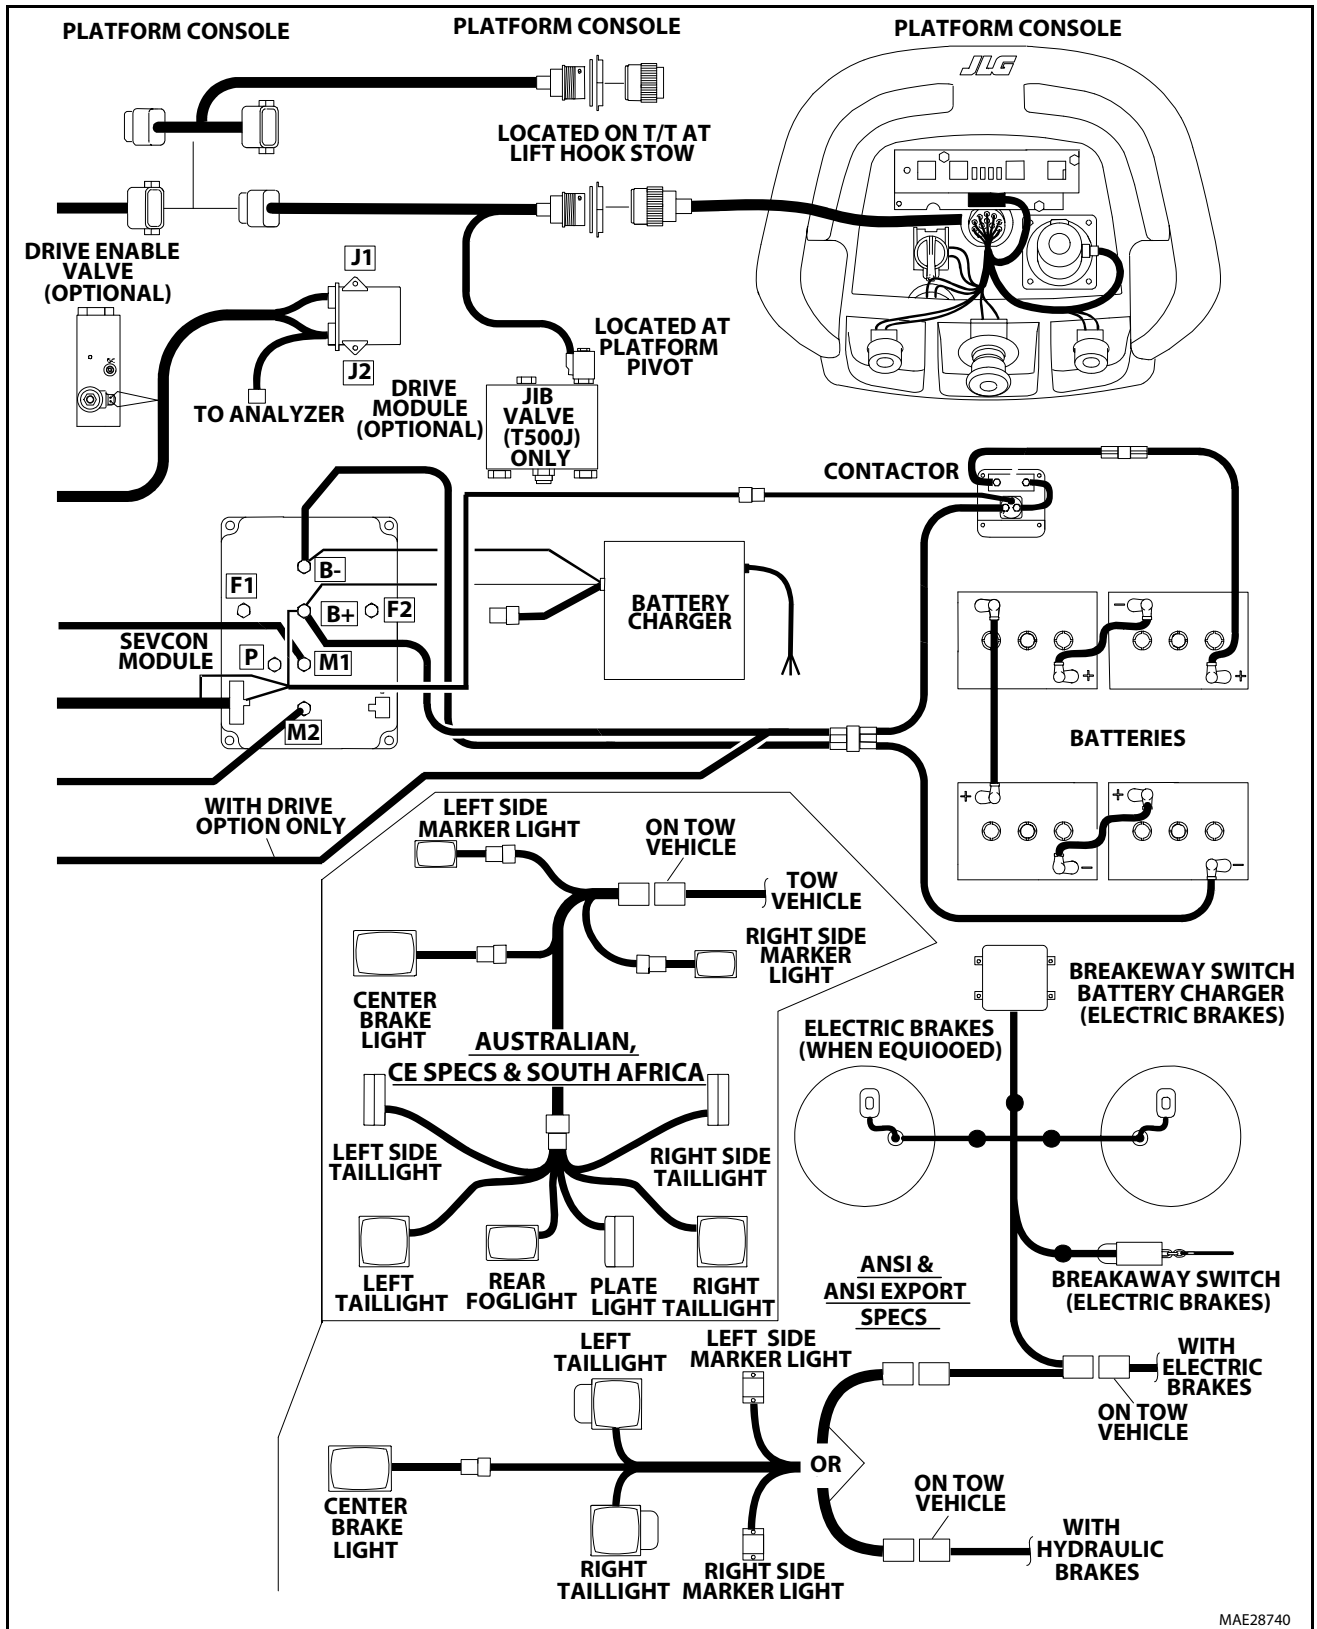 PLATFORM CONSOLE
PLATFORM CONSOLE
PLATFORM CONSOLE
JLG
LOCATED ON T/T AT
LIFT HOOK STOW
DRIVE ENABLE
VALVE
(OPTIONAL)
J1
J2
TO ANALYZER
DRIVE
MODULE
(OPTIONAL)
LOCATED AT
PLATFORM
PIVOT
JIB
VALVE
(T500J)
ONLY
CONTACTOR
B-
F1
B+
F2
SEVCON
MODULE
P
M1
M2
BATTERY
CHARGER
-
+
+
BATTERIES
+
+
-
-
WITH DRIVE
OPTION ONLY
LEFT SIDE
MARKER LIGHT
ON TOW
VEHICLE
TOW
VEHICLE
RIGHT SIDE
MARKER
LIGHT
CENTER
BRAKE
LIGHT
AUSTRALIAN,
CE SPECS & SOUTH AFRICA
LEFT SIDE
TAILLIGHT
RIGHT SIDE
TAILLIGHT
LEFT
TAILLIGHT
REAR
FOGLIGHT
PLATE
LIGHT
RIGHT
TAILLIGHT
BREAKEWAY SWITCH
BATTERY CHARGER
(ELECTRIC BRAKES)
ELECTRIC BRAKES
(WHEN EQUIOOED)
BREAKAWAY SWITCH
(ELECTRIC BRAKES)
ANSI &
ANSI EXPORT
SPECS
LEFT
TAILLIGHT
LEFT SIDE
MARKER LIGHT
WITH
ELECTRIC
BRAKES
ON TOW
VEHICLE
OR
CENTER
BRAKE
LIGHT
RIGHT
TAILLIGHT
RIGHT SIDE
MARKER LIGHT
ON TOW
VEHICLE
WITH
HYDRAULIC
BRAKES
MAE28740